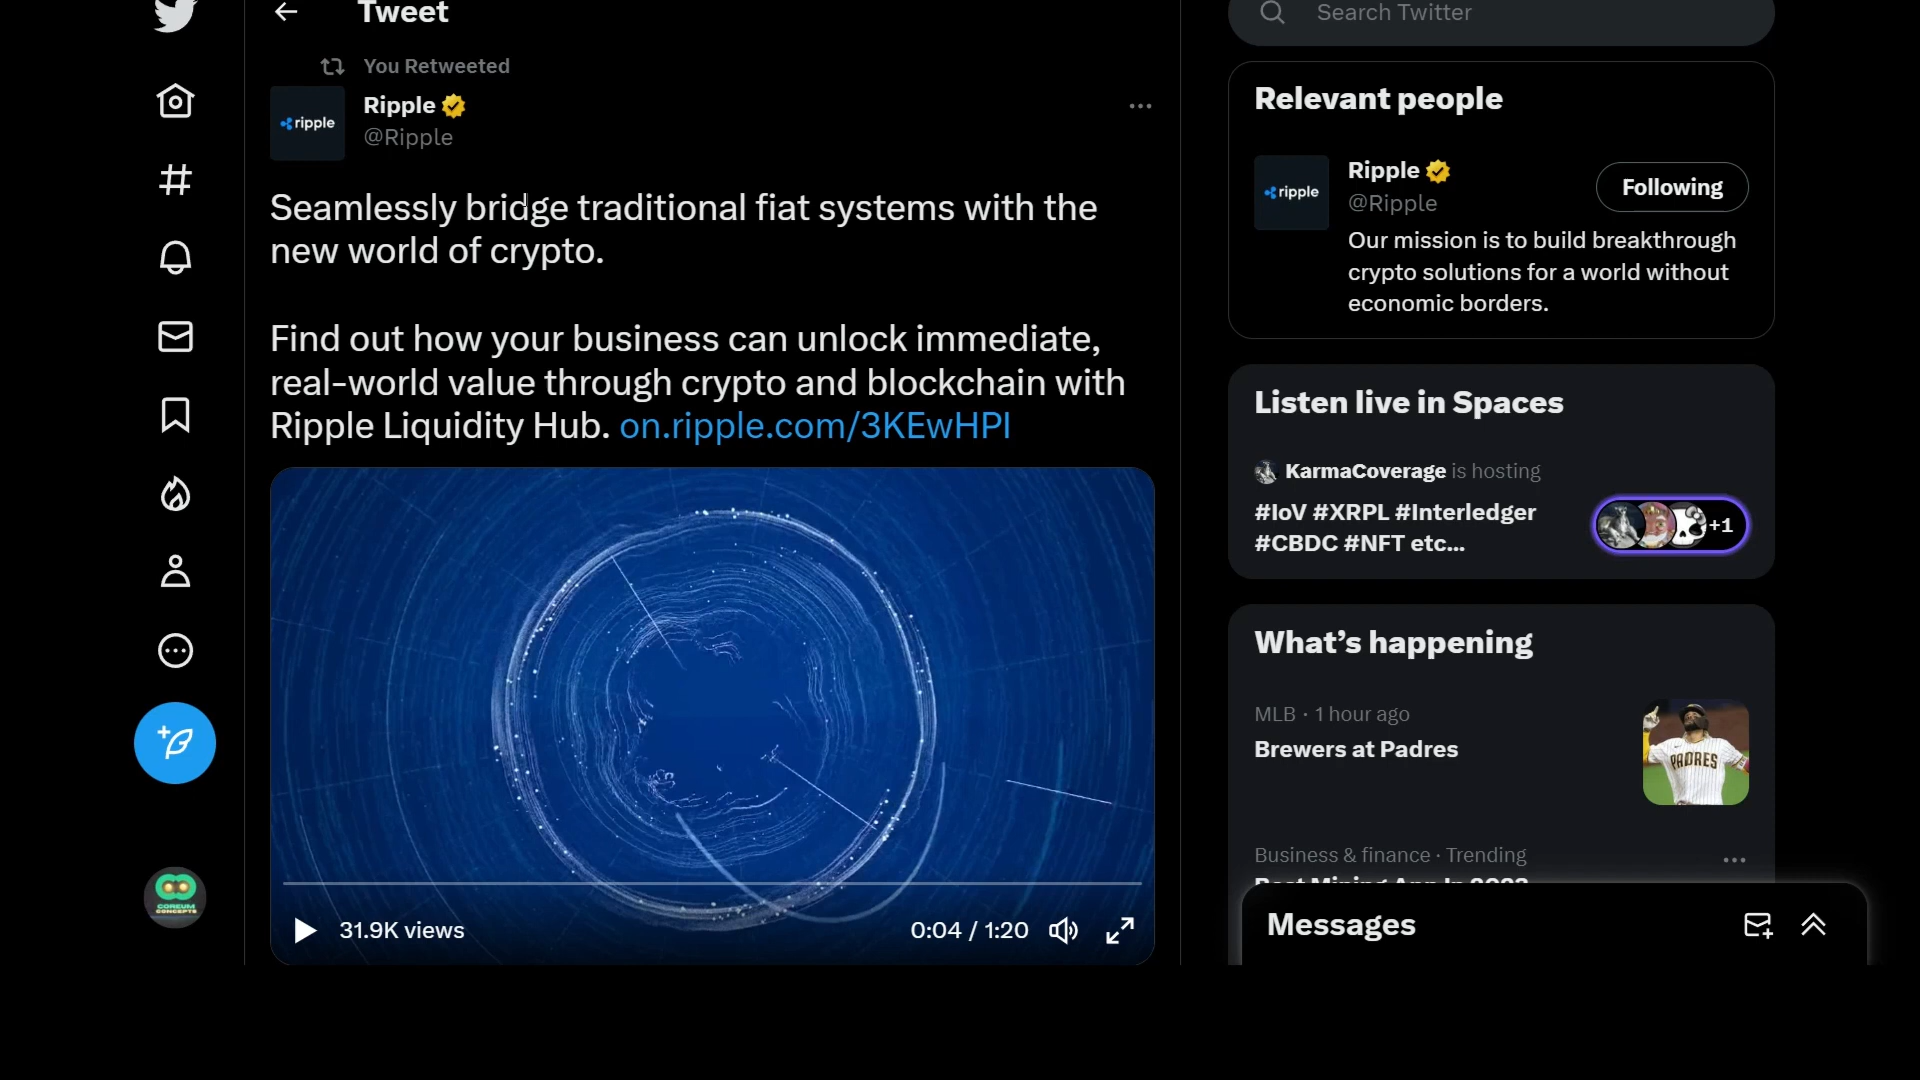 Tweet
You Retweeted
ripple
Ripple
@Ripple
Seamlessly bridge traditional fiat systems with the
new world of crypto.
Find out how your business can unlock immediate,
real-world value through crypto and blockchain with
Ripple Liquidity Hub. on.ripple.com/3KEwHPI
31.9K views
0:04 / 1:20
COREUM
CONCEPTS
Search Twitter
Relevant people
ripple
Ripple
@Ripple
Following
Our mission is to build breakthrough
crypto solutions for a world without
economic borders.
Listen live in Spaces
KarmaCoverage is hosting
#IoV #XRPL #Interledger
#CBDC #NFT etc...
+1
What's happening
MLB · 1 hour ago
Brewers at Padres
PADRES
Business & finance · Trending
Best Mining App In 2023
Messages